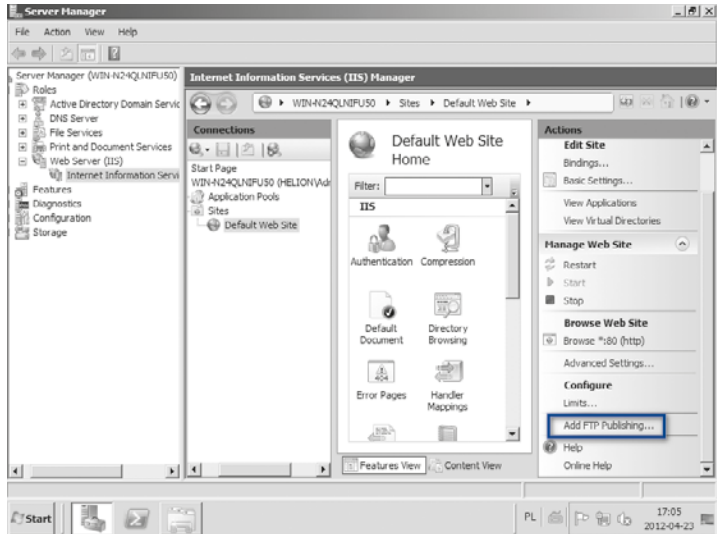 Server Manager
File Action View Help
Server Manager (WIN-N24QLNIFU50)
Roles
Active Directory Domain Servic
DNS Server
File Services
Print and Document Services
Web Server (IIS)
Internet Information Servi
Features
Diagnostics
Configuration
Storage
Internet Information Services (IIS) Manager
WIN-N24QLNIFU50 Sites Default Web Site
Connections
Start Page
WIN-N24QLNIFU50 (HELION\Adr
Application Pools
Sites
Default Web Site
Default Web Site
Home
Filter:
IIS
Authentication Compression
Default Document
Directory Browsing
Error Pages
Handler Mappings
Features View Content View
Actions
Edit Site
Bindings...
Basic Settings...
View Applications
View Virtual Directories
Manage Web Site
Restart
Start
Stop
Browse Web Site
Browse *:80 (http)
Advanced Settings...
Configure
Limits...
Add FTP Publishing...
Help
Online Help
Start
PL
17:05
2012-04-23